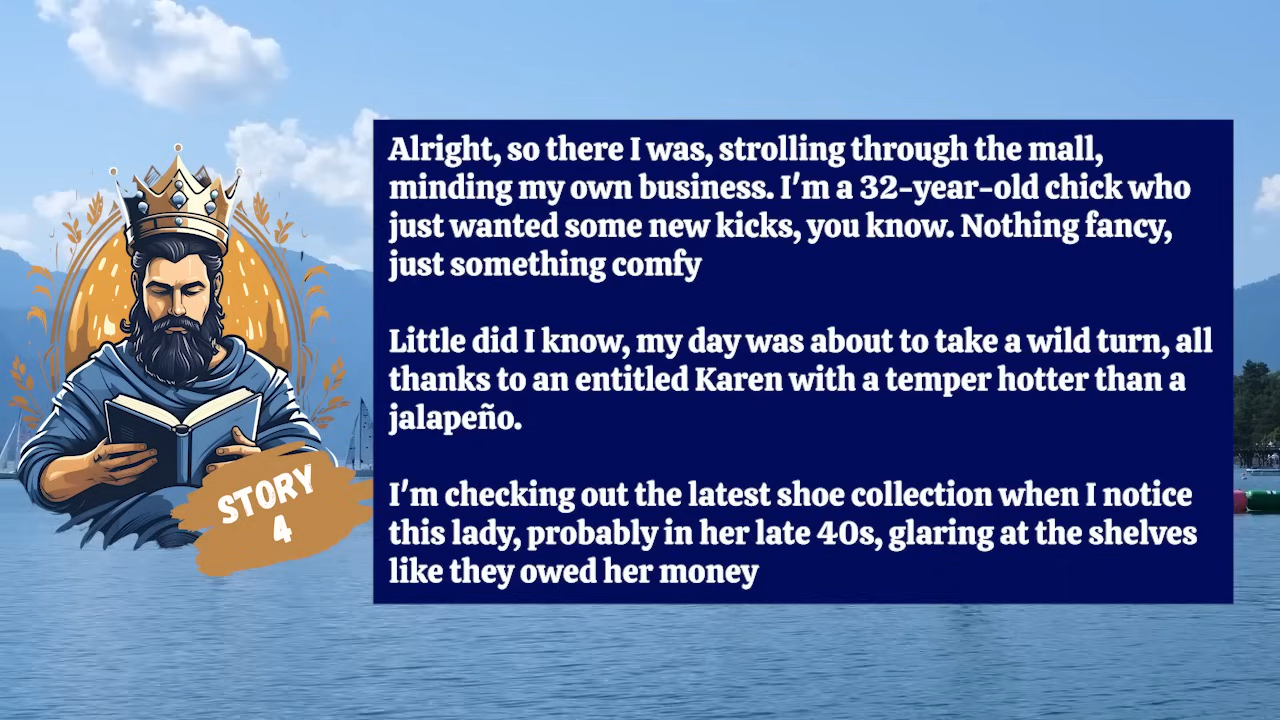 Alright, so there I was, strolling through the mall,
minding my own business. I'm a 32-year-old chick who
just wanted some new kicks, you know. Nothing fancy,
just something comfy
Little did I know, my day was about to take a wild turn, all
thanks to an entitled Karen with a temper hotter than a
jalapeño.
I'm checking out the latest shoe collection when I notice
this lady, probably in her late 40s, glaring at the shelves
like they owed her money
STORY
4